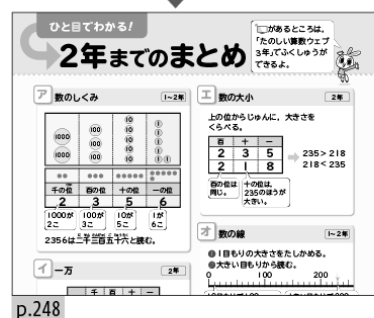 ひと目でわかる!
2年までのまとめ
「□があるところは、
「たのしい算数ウェブ
3年」でふくしゅうが
できるよ。
ア 数のしくみ 1~2年
1000 100 10 1
1000 100 10 1
100 10 1
10 1
10 1 1
千の位 百の位 十の位 一の位
2 3 5 6
1000が 100が 10が 1が
2こ 3こ 5こ 6こ
2356は二千三百五十六と読む。
イ 一万 2年
千 百 十 一
エ 数の大小 2年
上の位からじゅんに、大きさを
くらべる。
百 十 一
2 3 5
2 1 8
235>218
218<235
百の位は
同じ。
十の位は、
235のほうが
大きい。
オ 数の線 1~2年
●1目もりの大きさをたしかめる。
●大きい目もりから読む。
0 100 200
p.248